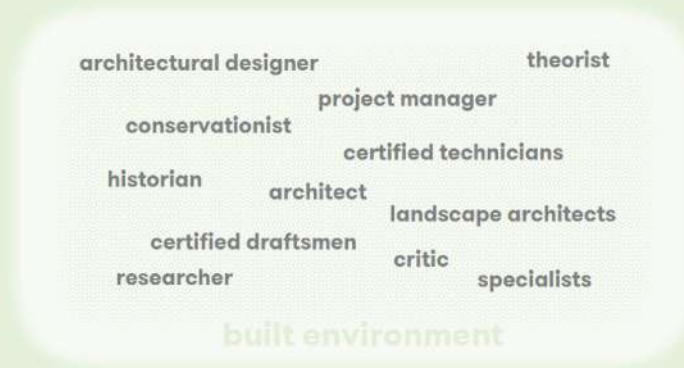 architectural designer
theorist
project manager
conservationist
certified technicians
historian
architect
landscape architects
certified draftsmen
critic
researcher
specialists
built environment